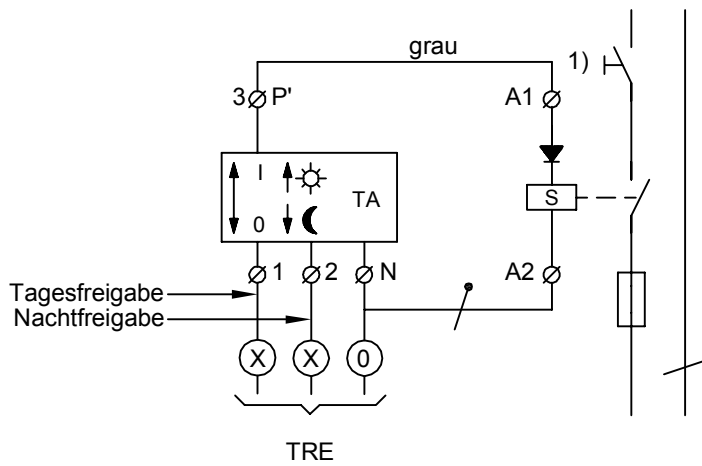 grau
1)
3 P' A1
I
TA
S
0
1 2 N A2
Tagesfreigabe
Nachtfreigabe
X X 0
TRE